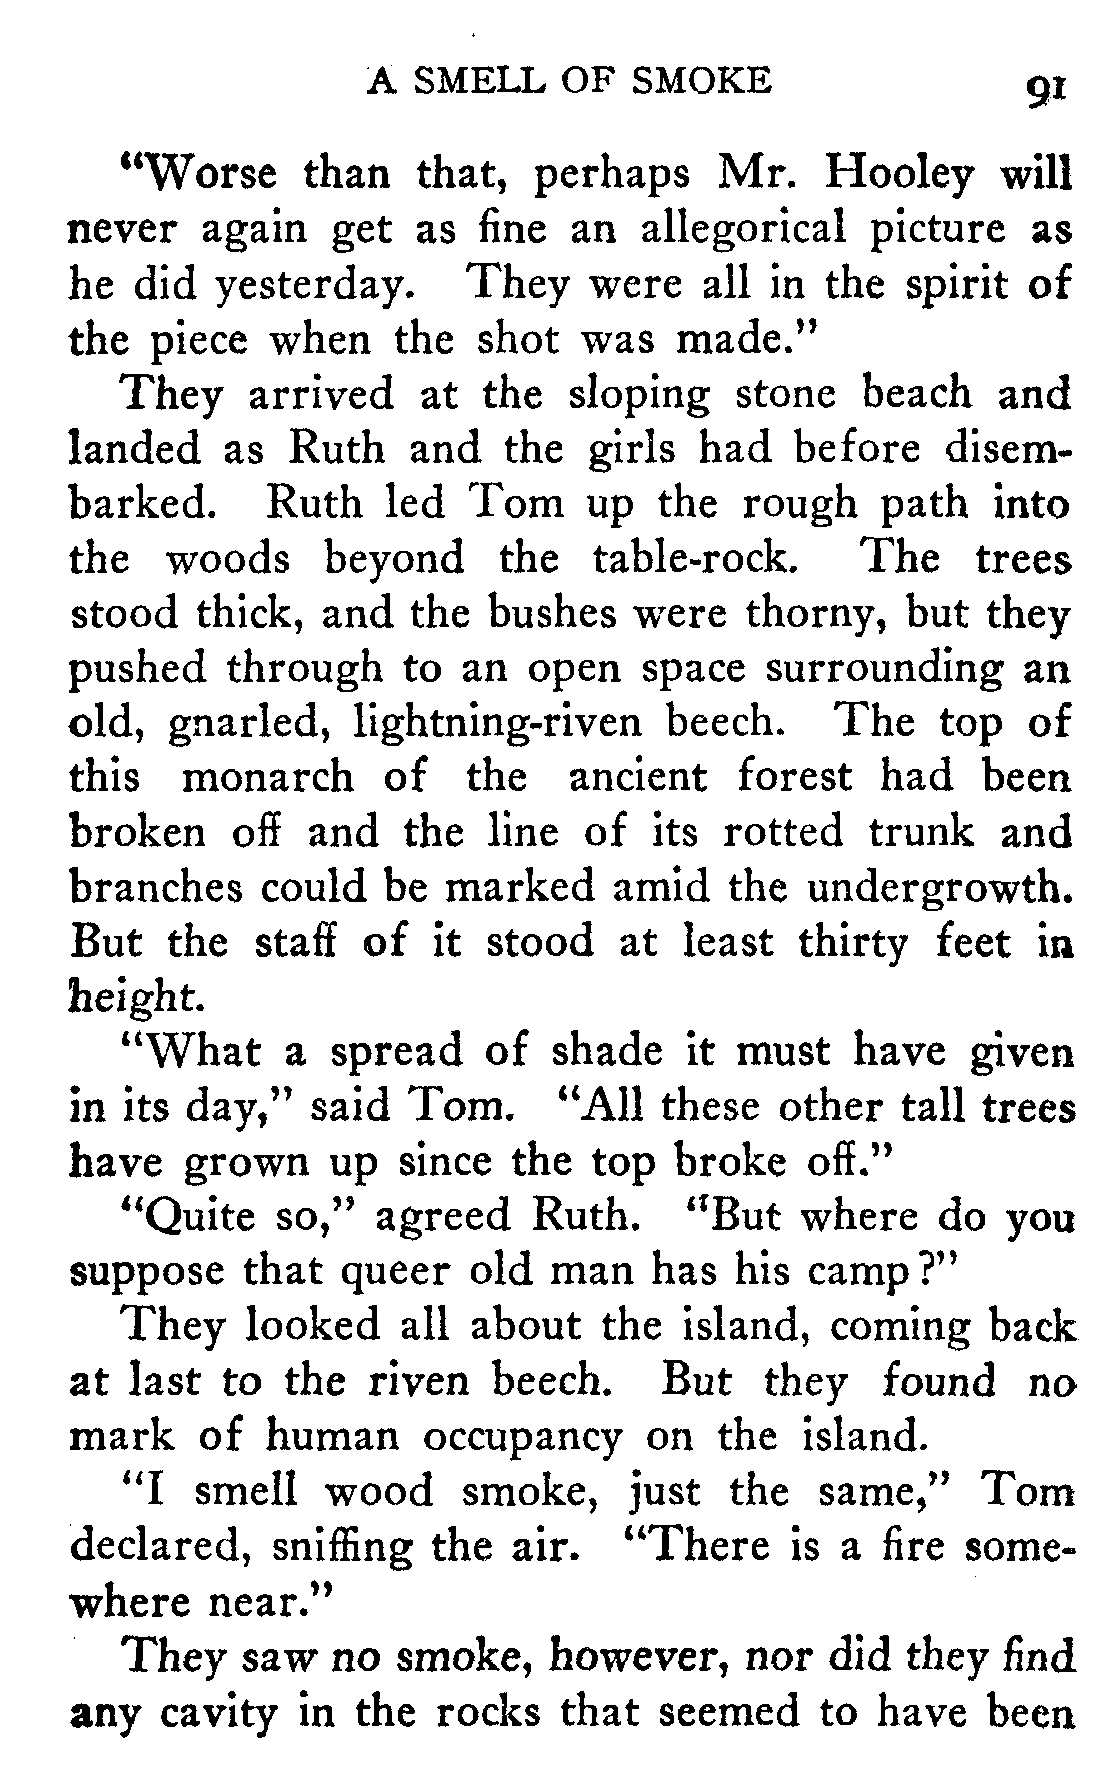 A SMELL OF SMOKE 91
“Worse than that, perhaps Mr. Hooley will
never again get as fine an allegorical picture as
he did yesterday. They were all in the spirit of
the piece when the shot was made.”
They arrived at the sloping stone beach and
landed as Ruth and the girls had before disem-
barked. Ruth led Tom up the rough path into
the woods beyond the table-rock. The trees
stood thick, and the bushes were thorny, but they
pushed through to an open space surrounding an
old, gnarled, lightning-riven beech. The top of
this monarch of the ancient forest had been
broken off and the line of its rotted trunk and
branches could be marked amid the undergrowth.
But the staff of it stood at least thirty feet in
height.
“What a spread of shade it must have given
in its day,” said Tom. “All these other tall trees
have grown up since the top broke off.”
“Quite so,” agreed Ruth. “But where do you
suppose that queer old man has his camp?”
They looked all about the island, coming back
at last to the riven beech. But they found no
mark of human occupancy on the island.
“I smell wood smoke, just the same,” Tom
declared, sniffing the air. “There is a fire some-
where near.”
They saw no smoke, however, nor did they find
any cavity in the rocks that seemed to have been